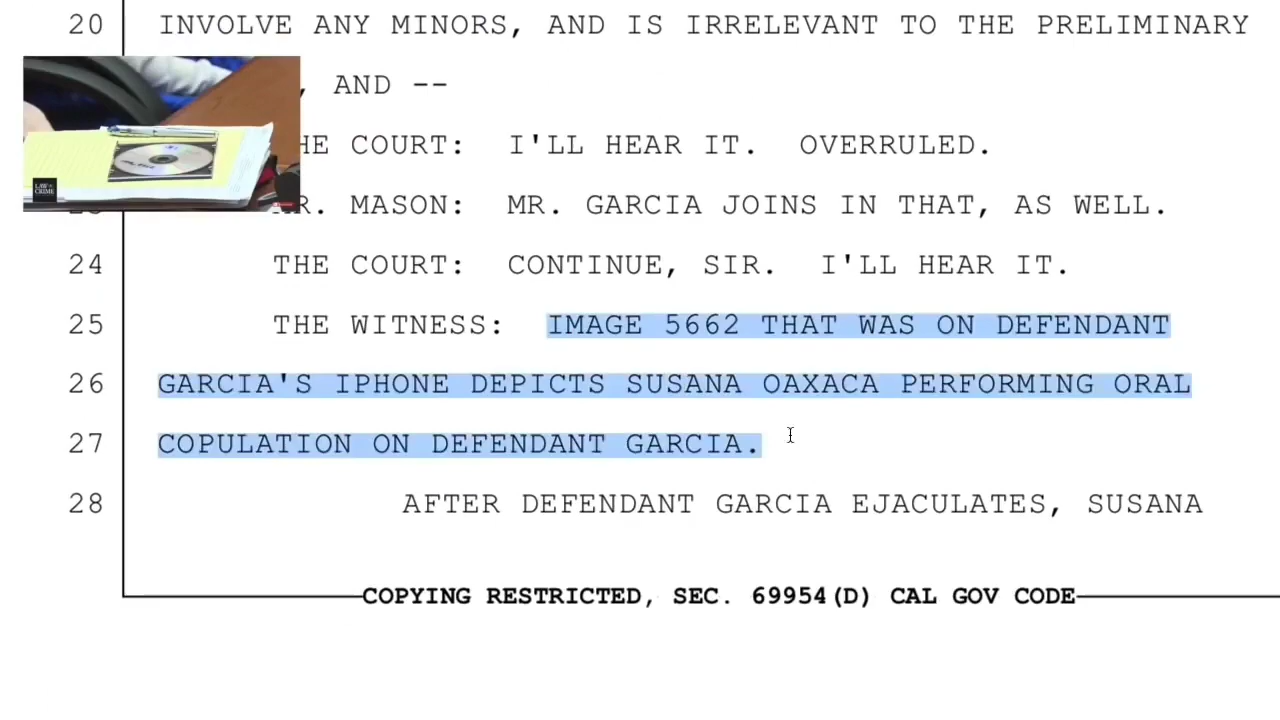 20 INVOLVE ANY MINORS, AND IS IRRELEVANT TO THE PRELIMINARY
, AND --
COURT: I'LL HEAR IT. OVERRULED.
MASON: MR. GARCIA JOINS IN THAT, AS WELL.
24 THE COURT: CONTINUE, SIR. I'LL HEAR IT.
25 THE WITNESS: IMAGE 5662 THAT WAS ON DEFENDANT
26 GARCIA'S IPHONE DEPICTS SUSANA OAXACA PERFORMING ORAL
27 COPULATION ON DEFENDANT GARCIA.
28 AFTER DEFENDANT GARCIA EJACULATES, SUSANA
COPYING RESTRICTED, SEC. 69954(D) CAL GOV CODE
LAW & CRIME